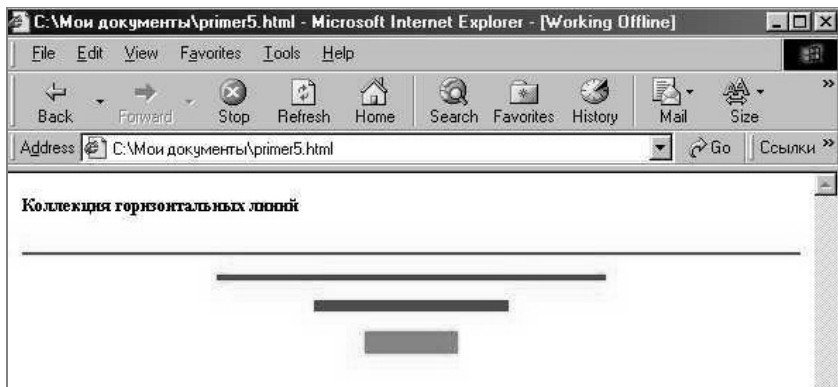 C:\Мои документы\primer5.html - Microsoft Internet Explorer - [Working Offline]
File Edit View Favorites Tools Help
Back Forward Stop Refresh Home Search Favorites History Mail Size »
Address C:\Мои документы\primer5.html Go Ссылки »
Коллекция горизонтальных линий